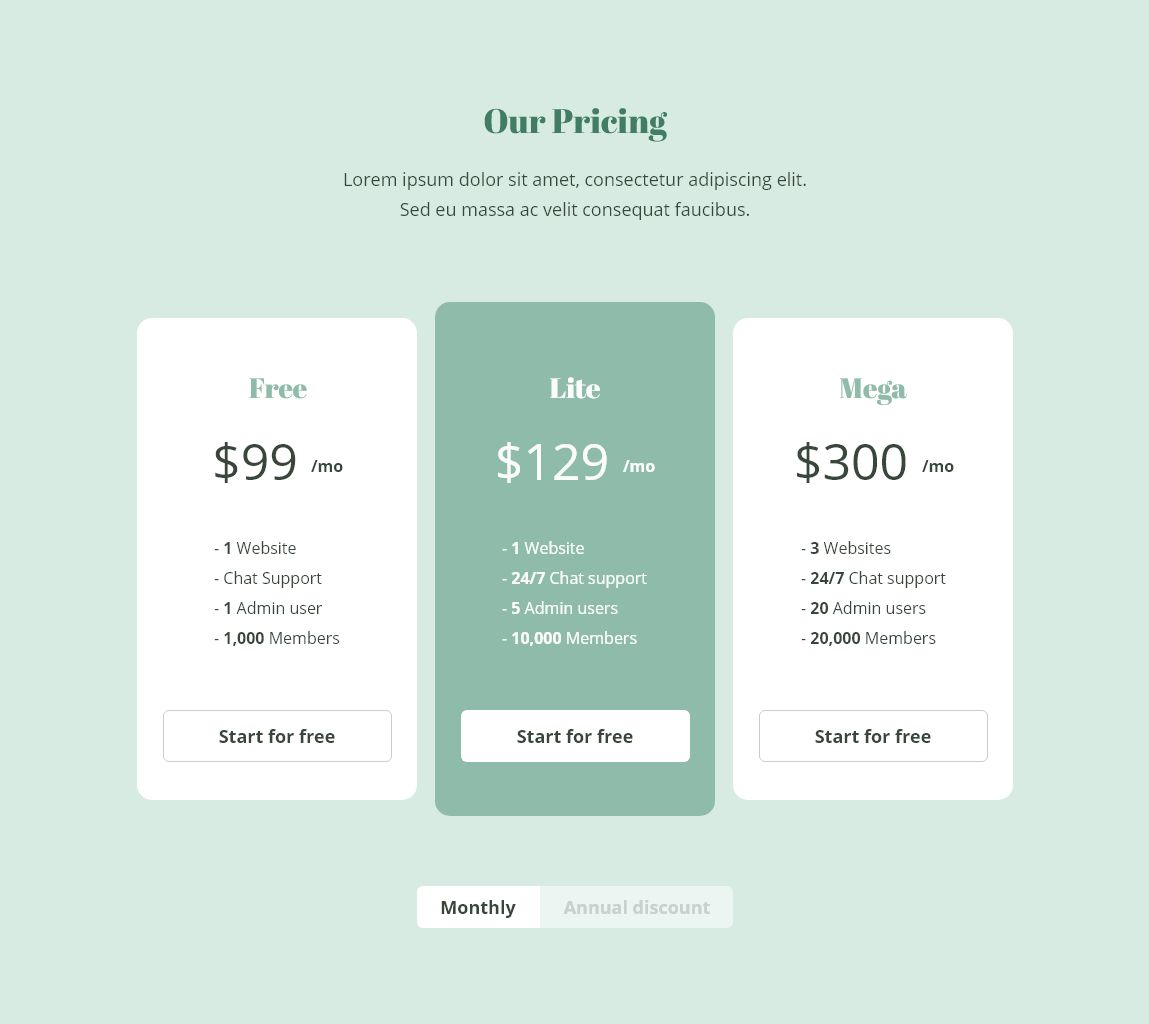 Our Pricing
Lorem ipsum dolor sit amet, consectetur adipiscing elit.
Sed eu massa ac velit consequat faucibus.
Free
$99 /mo
- 1 Website
- Chat Support
- 1 Admin user
- 1,000 Members
Start for free
Lite
$129 /mo
- 1 Website
- 24/7 Chat support
- 5 Admin users
- 10,000 Members
Start for free
Mega
$300 /mo
- 3 Websites
- 24/7 Chat support
- 20 Admin users
- 20,000 Members
Start for free
Monthly
Annual discount